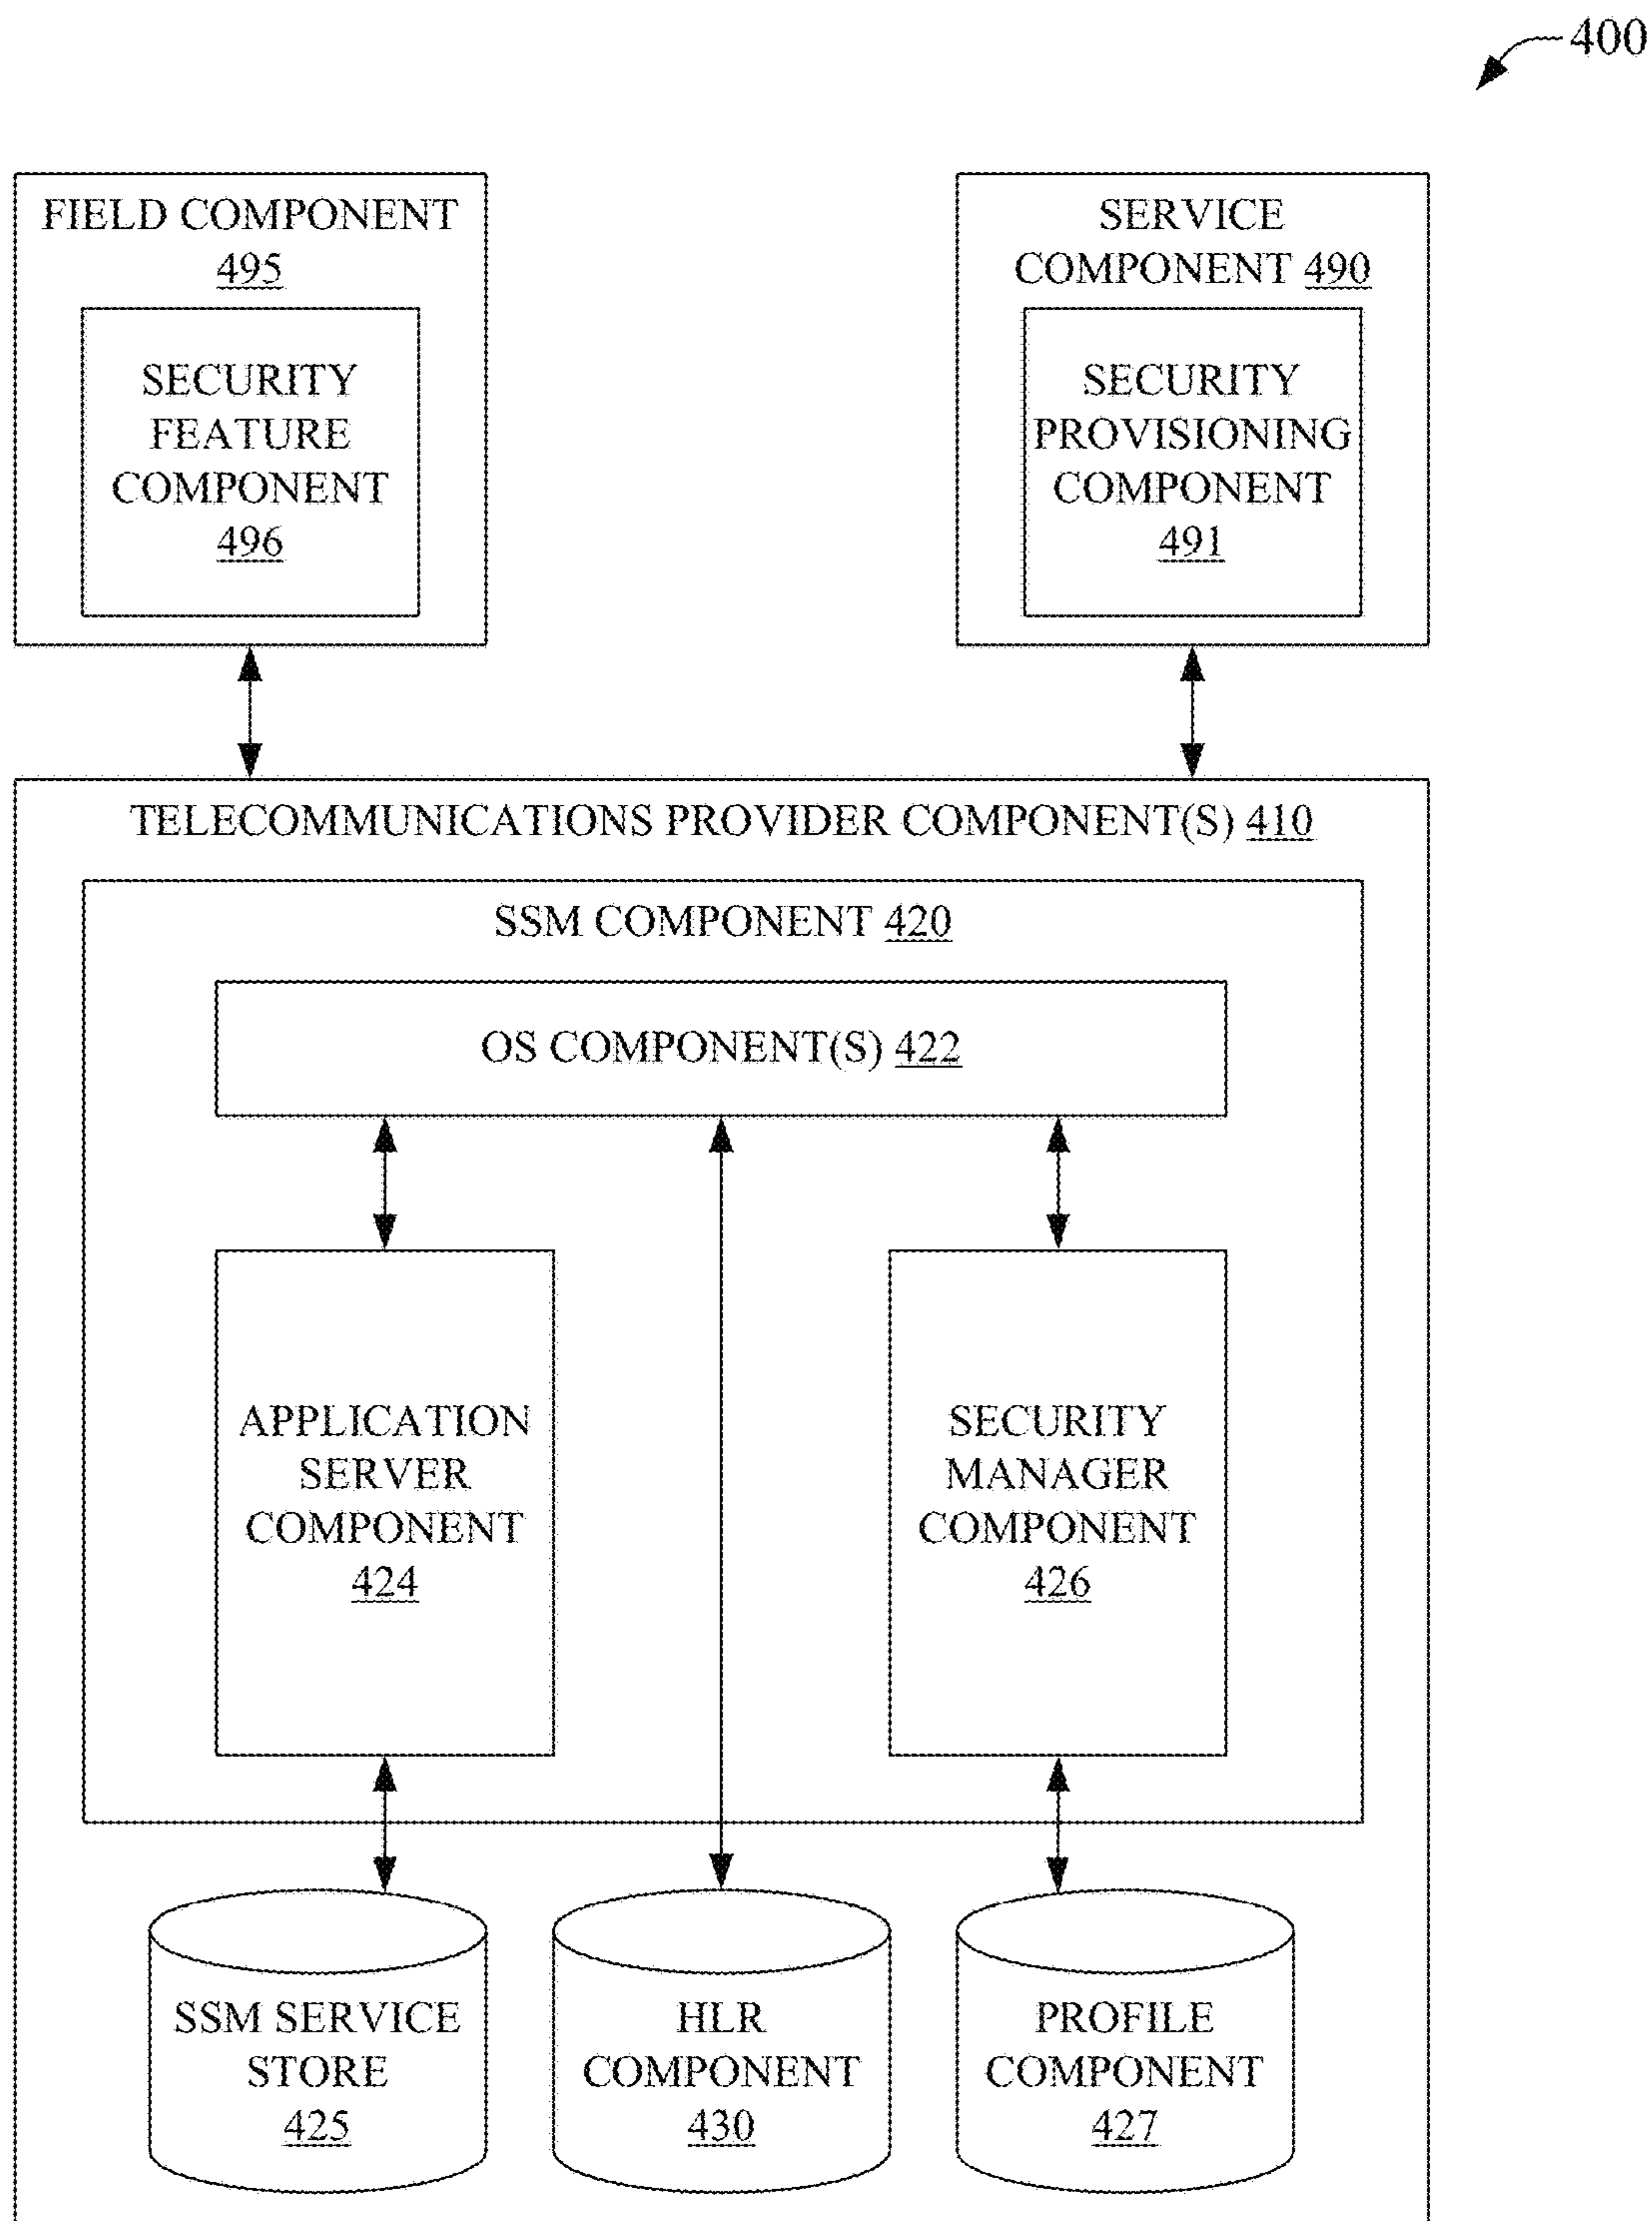 400
FIELD COMPONENT
495
SECURITY
FEATURE
COMPONENT
496
SERVICE
COMPONENT 490
SECURITY
PROVISIONING
COMPONENT
491
TELECOMMUNICATIONS PROVIDER COMPONENT(S) 410
SSM COMPONENT 420
OS COMPONENT(S) 422
APPLICATION
SERVER
COMPONENT
424
SECURITY
MANAGER
COMPONENT
426
SSM SERVICE
STORE
425
HLR
COMPONENT
430
PROFILE
COMPONENT
427